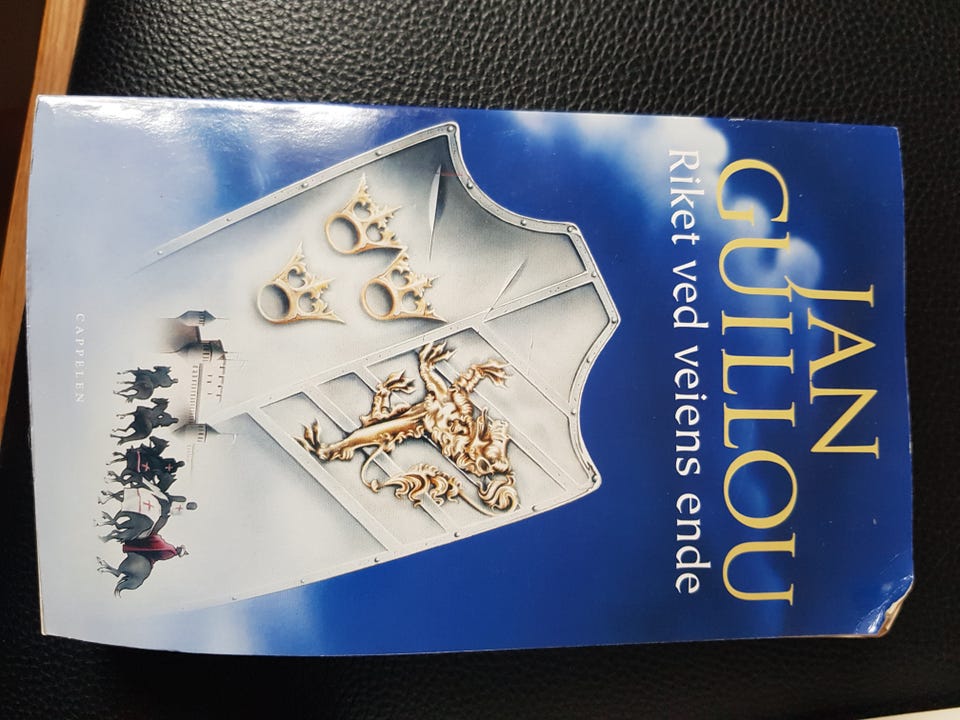 JAN
GUILLOU
Riket ved veiens ende
CAPPELEN